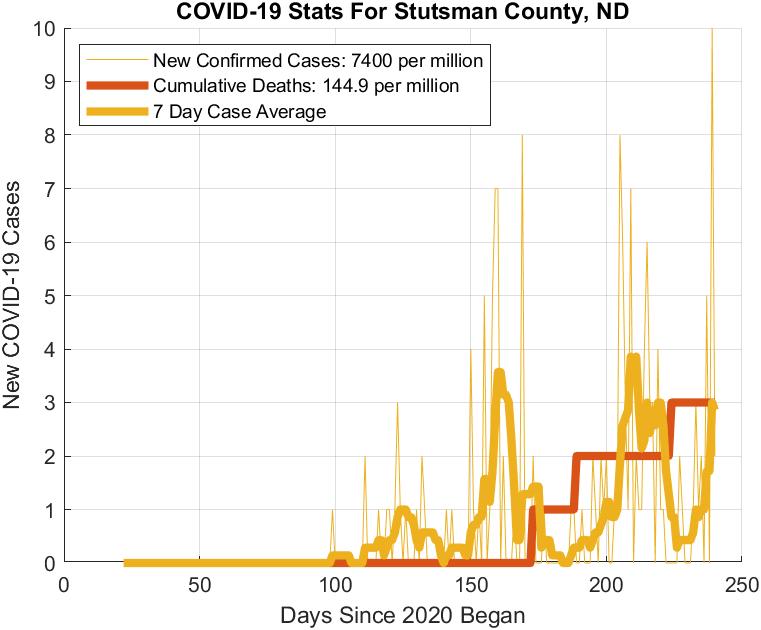 COVID-19 Stats For Stutsman County, ND
New Confirmed Cases: 7400 per million
Cumulative Deaths: 144.9 per million
7 Day Case Average
New COVID-19 Cases
10
9
8
7
6
5
4
3
2
1
0
0 50 100 150 200 250
Days Since 2020 Began